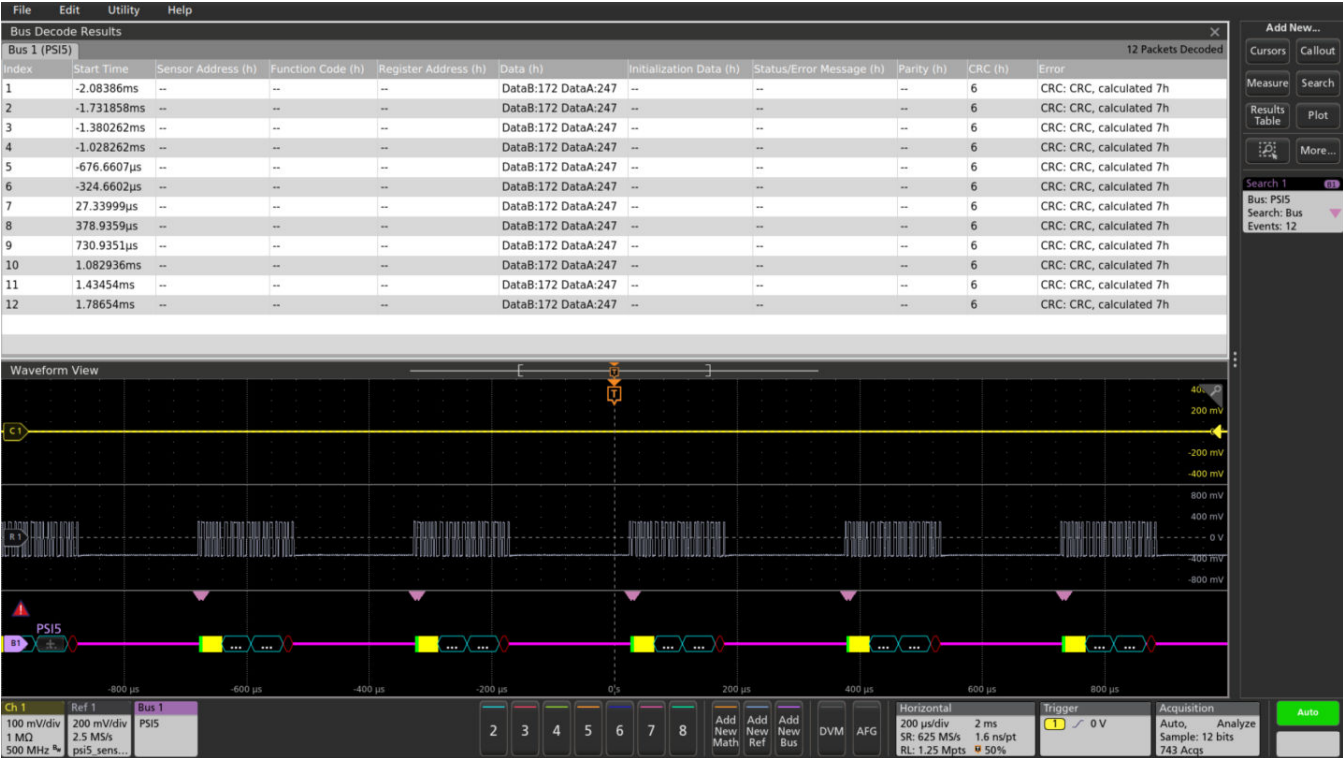 File Edit Utility Help
Bus Decode Results
Bus 1 (PSI5) 12 Packets Decoded
Index Start Time Sensor Address (h) Function Code (h) Register Address (h) Data (h) Initialization Data (h) Status/Error Message (h) Parity (h) CRC (h) Error
1 -2.08386ms -- -- -- DataB:172 DataA:247 -- -- -- 6 CRC: CRC, calculated 7h
2 -1.731858ms -- -- -- DataB:172 DataA:247 -- -- -- 6 CRC: CRC, calculated 7h
3 -1.380262ms -- -- -- DataB:172 DataA:247 -- -- -- 6 CRC: CRC, calculated 7h
4 -1.028262ms -- -- -- DataB:172 DataA:247 -- -- -- 6 CRC: CRC, calculated 7h
5 -676.6607µs -- -- -- DataB:172 DataA:247 -- -- -- 6 CRC: CRC, calculated 7h
6 -324.6602µs -- -- -- DataB:172 DataA:247 -- -- -- 6 CRC: CRC, calculated 7h
7 27.33999µs -- -- -- DataB:172 DataA:247 -- -- -- 6 CRC: CRC, calculated 7h
8 378.9359µs -- -- -- DataB:172 DataA:247 -- -- -- 6 CRC: CRC, calculated 7h
9 730.9351µs -- -- -- DataB:172 DataA:247 -- -- -- 6 CRC: CRC, calculated 7h
10 1.082936ms -- -- -- DataB:172 DataA:247 -- -- -- 6 CRC: CRC, calculated 7h
11 1.43454ms -- -- -- DataB:172 DataA:247 -- -- -- 6 CRC: CRC, calculated 7h
12 1.78654ms -- -- -- DataB:172 DataA:247 -- -- -- 6 CRC: CRC, calculated 7h
Add New...
Cursors Callout
Measure Search
Results Table Plot
More...
Search 1 B1
Bus: PSI5
Search: Bus
Events: 12
Waveform View
T
T
200 mV
C 1
-200 mV
-400 mV
800 mV
400 mV
R 1
0 V
-400 mV
-800 mV
PSI5
B1
... ... ... ... ... ... ... ... ... ...
-800 µs -600 µs -400 µs -200 µs 0 s 200 µs 400 µs 600 µs 800 µs
Ch 1
100 mV/div
1 MΩ
500 MHz Bw
Ref 1
200 mV/div
2.5 MS/s
psi5_sens...
Bus 1
PSI5
2 3 4 5 6 7 8
Add New Math
Add New Ref
Add New Bus
DVM AFG
Horizontal
200 µs/div 2 ms
SR: 625 MS/s 1.6 ns/pt
RL: 1.25 Mpts 50%
Trigger
1 0 V
Acquisition
Auto, Analyze
Sample: 12 bits
743 Acqs
Auto